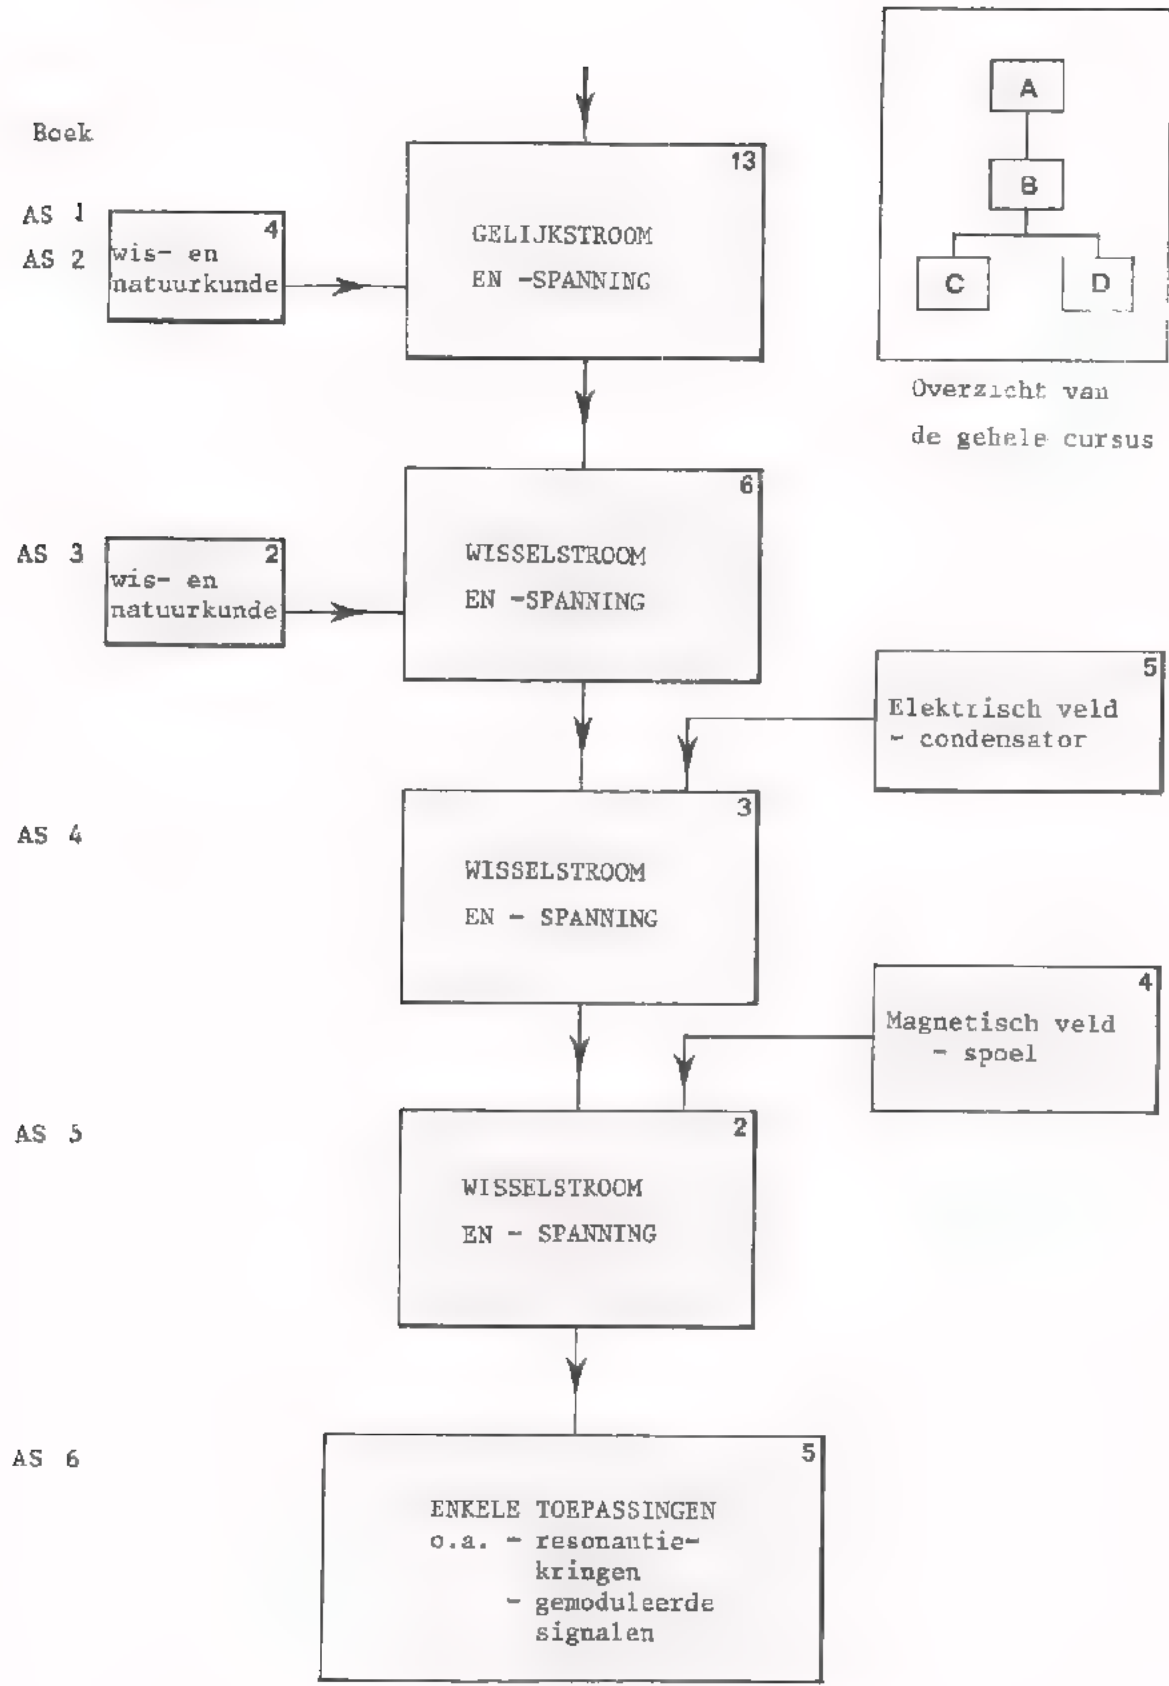 Boek
AS 1
AS 2
4
wis- en
natuurkunde
13
GELIJKSTROOM
EN -SPANNING
A
B
C
D
Overzicht van
de gehele cursus
AS 3
2
wis- en
natuurkunde
6
WISSELSTROOM
EN -SPANNING
5
Elektrisch veld
- condensator
AS 4
3
WISSELSTROOM
EN - SPANNING
4
Magnetisch veld
- spoel
AS 5
2
WISSELSTROOM
EN - SPANNING
AS 6
5
ENKELE TOEPASSINGEN
o.a. - resonantie-
kringen
- gemoduleerde
signalen